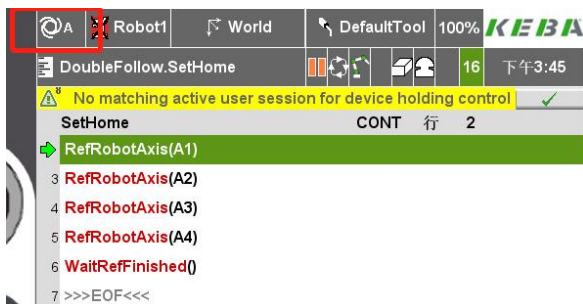 A Robot1 World DefaultTool 100% KEBA
DoubleFollow.SetHome 16 下午3:45
8 No matching active user session for device holding control
SetHome CONT 行 2
RefRobotAxis(A1)
3 RefRobotAxis(A2)
4 RefRobotAxis(A3)
5 RefRobotAxis(A4)
6 WaitRefFinished()
7 >>>EOF<<<